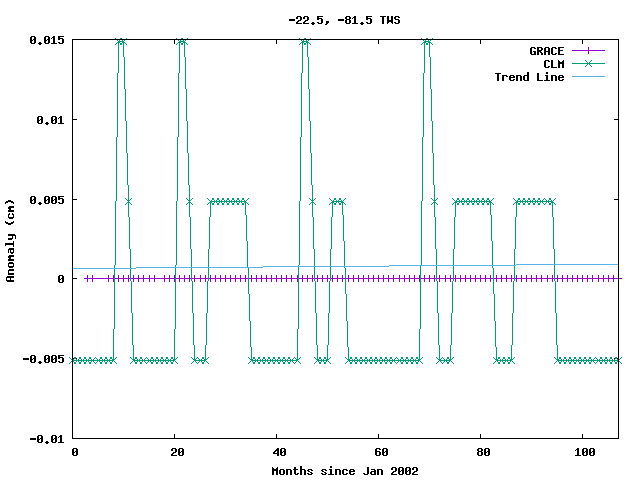 -22.5, -81.5 TWS
0.015
0.01
0.005
0
-0.005
-0.01
Anomaly (cm)
GRACE
CLM
Trend Line
0 20 40 60 80 100
Months since Jan 2002